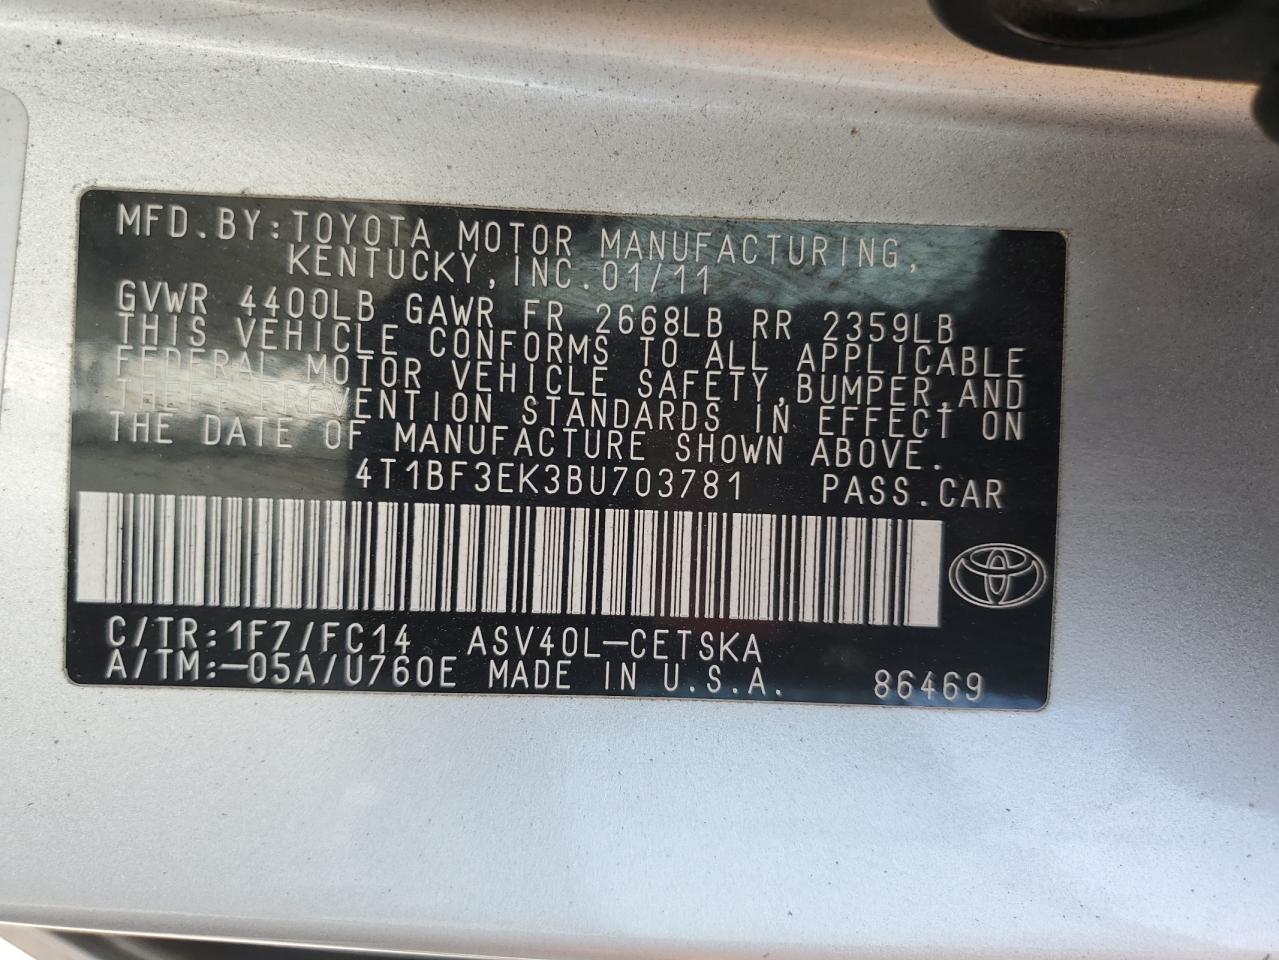 MFD.BY:TOYOTA MOTOR MANUFACTURING,
KENTUCKY,INC.01/11
GVWR 4400LB GAWR FR 2668LB RR 2359LB
THIS VEHICLE CONFORMS TO ALL APPLICABLE
FEDERAL MOTOR VEHICLE SAFETY,BUMPER,AND
THEFT PREVENTION STANDARDS IN EFFECT ON
THE DATE OF MANUFACTURE SHOWN ABOVE.
4T1BF3EK3BU703781 PASS.CAR
C/TR:1F7/FC14 ASV40L-CETSKA
A/TM:-05A/U760E MADE IN U.S.A. 86469